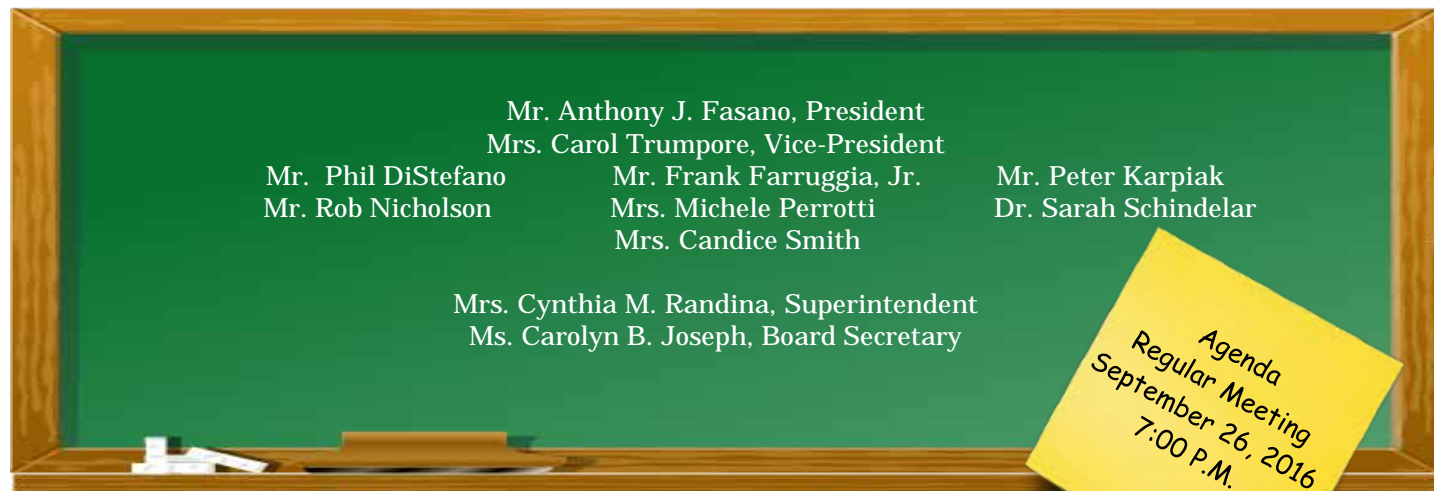 Mr. Anthony J. Fasano, President
Mrs. Carol Trumpore, Vice-President
Mr. Phil DiStefano Mr. Frank Farruggia, Jr. Mr. Peter Karpiak
Mr. Rob Nicholson Mrs. Michele Perrotti Dr. Sarah Schindelar
Mrs. Candice Smith
Mrs. Cynthia M. Randina, Superintendent
Ms. Carolyn B. Joseph, Board Secretary
Agenda
Regular Meeting
September 26, 2016
7:00 P.M.